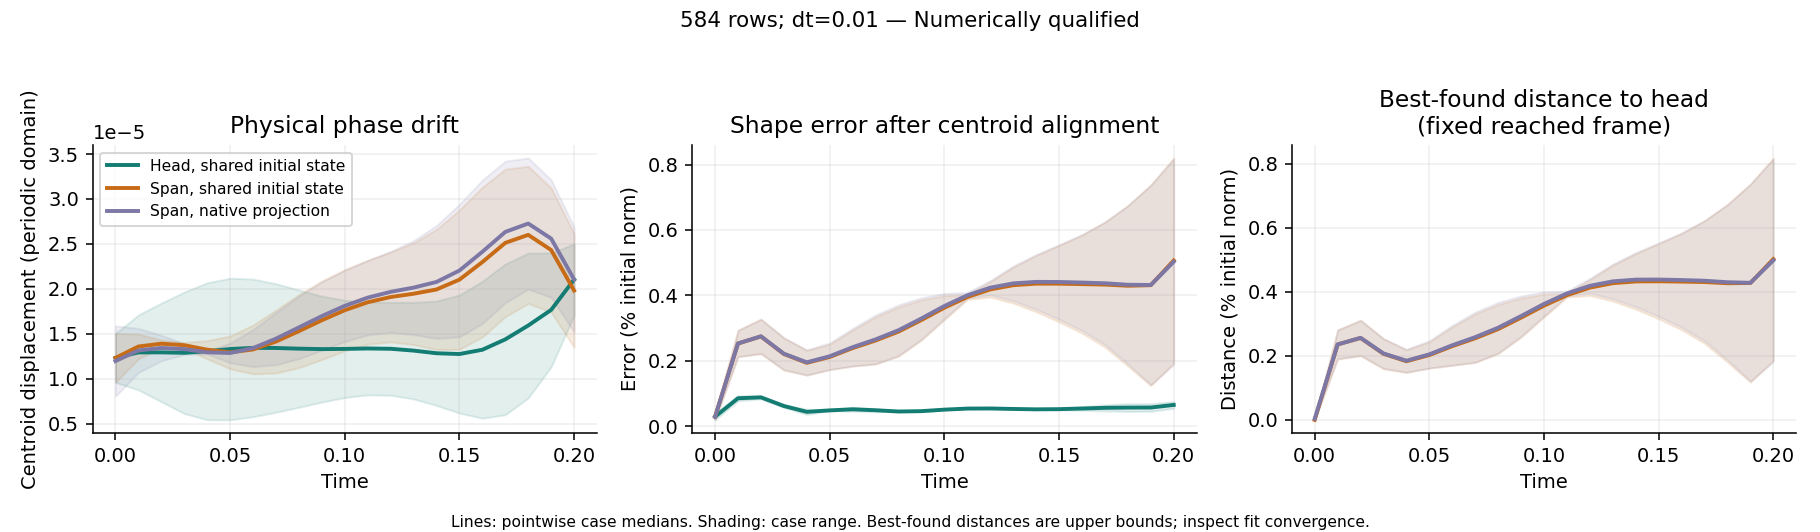 584 rows; dt=0.01 — Numerically qualified
Physical phase drift
1e−5
Centroid displacement (periodic domain)
3.5
3.0
2.5
2.0
1.5
1.0
0.5
Head, shared initial state
Span, shared initial state
Span, native projection
0.00
0.05
0.10
0.15
0.20
Time
Shape error after centroid alignment
Error (% initial norm)
0.8
0.6
0.4
0.2
0.0
0.00
0.05
0.10
0.15
0.20
Time
Best-found distance to head
(fixed reached frame)
Distance (% initial norm)
0.8
0.6
0.4
0.2
0.0
0.00
0.05
0.10
0.15
0.20
Time
Lines: pointwise case medians. Shading: case range. Best-found distances are upper bounds; inspect fit convergence.